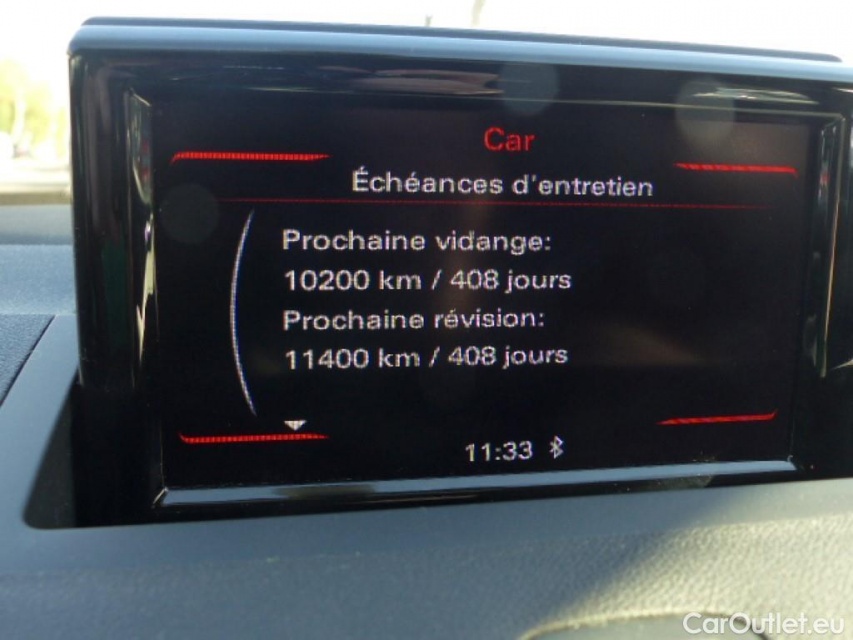 Car
Échéances d'entretien
Prochaine vidange:
10200 km / 408 jours
Prochaine révision:
11400 km / 408 jours
11:33
CarOutlet.eu